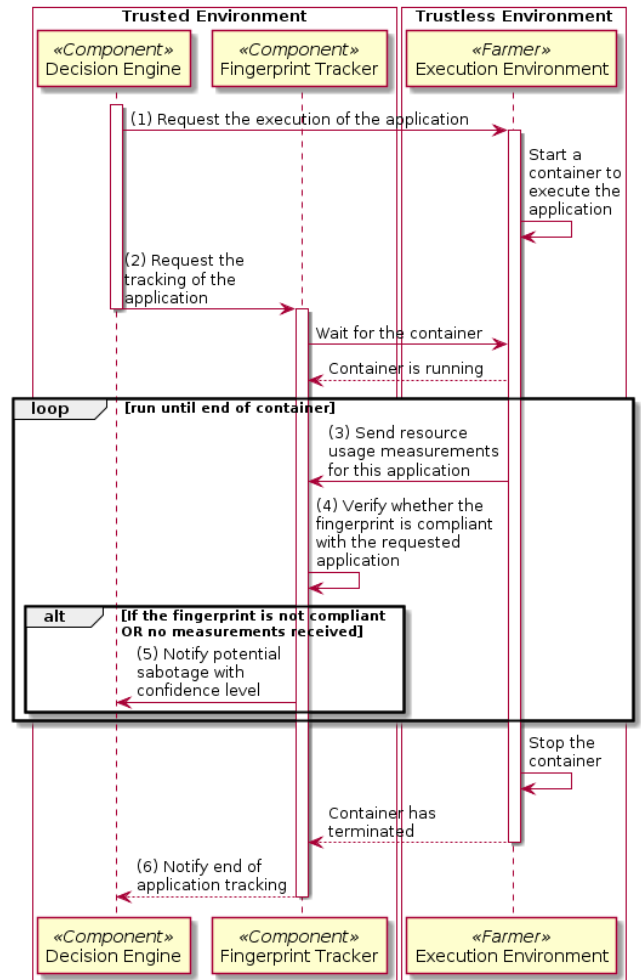 Trusted Environment
Trustless Environment
«Component»
Decision Engine
«Component»
Fingerprint Tracker
«Farmer»
Execution Environment
(1) Request the execution of the application
Start a
container to
execute the
application
(2) Request the
tracking of the
application
Wait for the container
Container is running
loop
[run until end of container]
(3) Send resource
usage measurements
for this application
(4) Verify whether the
fingerprint is compliant
with the requested
application
alt
[If the fingerprint is not compliant
OR no measurements received]
(5) Notify potential
sabotage with
confidence level
Stop the
container
Container has
terminated
(6) Notify end of
application tracking
«Component»
Decision Engine
«Component»
Fingerprint Tracker
«Farmer»
Execution Environment